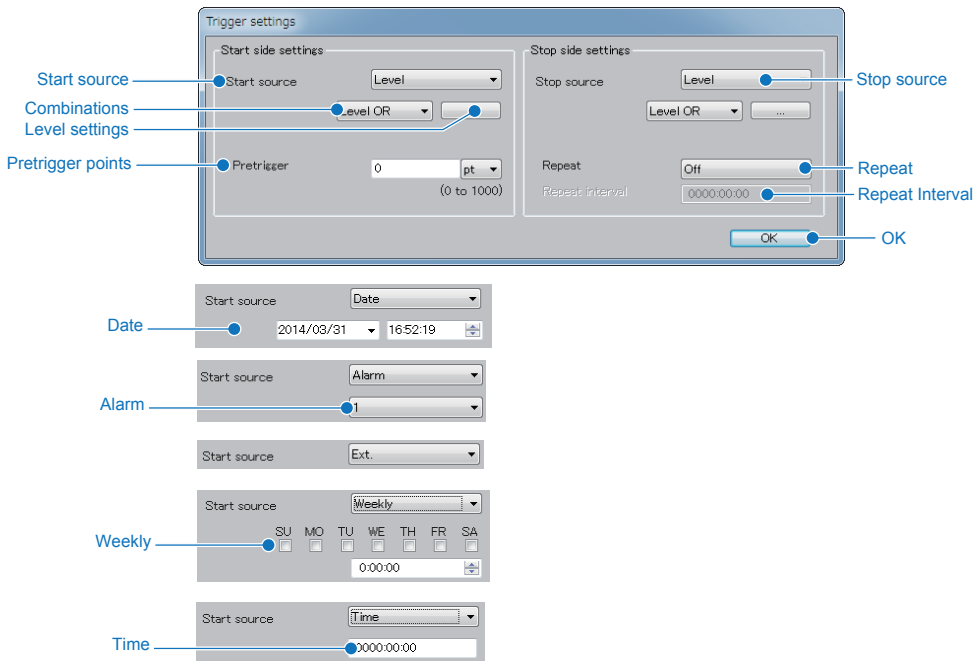 Trigger settings
Start side settings
Stop side settings
Start source
Start source
Level
Stop source
Level
Stop source
Combinations
Level OR
Level OR
...
Level settings
Pretrigger points
Pretrigger
0
pt
(0 to 1000)
Repeat
Off
Repeat
Repeat interval
0000:00:00
Repeat Interval
OK
OK
Start source
Date
Date
2014/03/31
16:52:19
Start source
Alarm
Alarm
1
Start source
Ext.
Start source
Weekly
SU MO TU WE TH FR SA
Weekly
0:00:00
Start source
Time
Time
0000:00:00